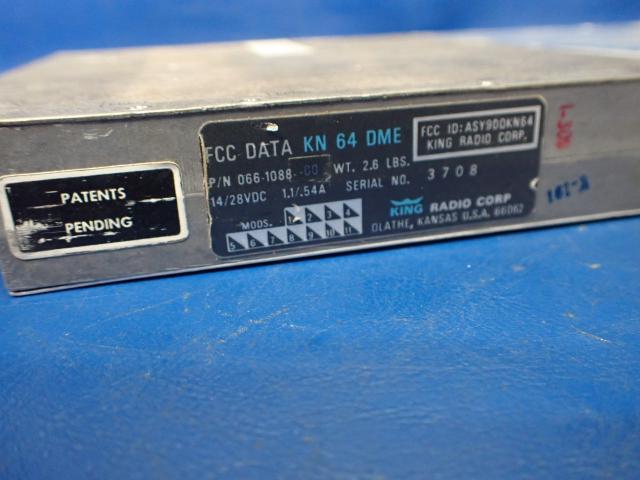 PATENTS
PENDING
FCC DATA KN 64 DME
P/N 066-1088-00 WT. 2.6 LBS.
14/28VDC 1.1/.54A SERIAL NO. 3708
MODS. 1 2 3 4
5 6 7 8 9 10 11
FCC ID: ASY9DOKN64
KING RADIO CORP.
KING RADIO CORP
OLATHE, KANSAS U.S.A. 66062